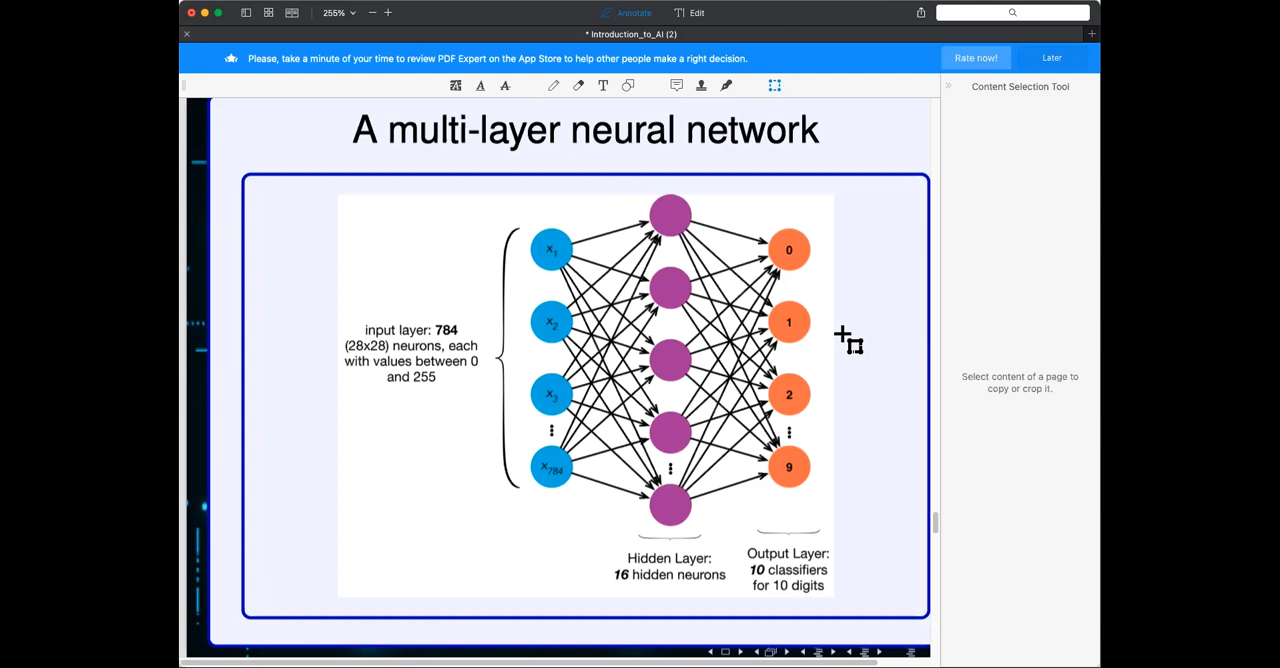 255%
Annotate
Edit
* Introduction_to_AI (2)
Please, take a minute of your time to review PDF Expert on the App Store to help other people make a right decision.
Rate now!
Later
Content Selection Tool
A multi-layer neural network
input layer: 784
(28x28) neurons, each
with values between 0
and 255
x1
x2
x3
x784
0
1
2
9
Hidden Layer:
16 hidden neurons
Output Layer:
10 classifiers
for 10 digits
Select content of a page to
copy or crop it.